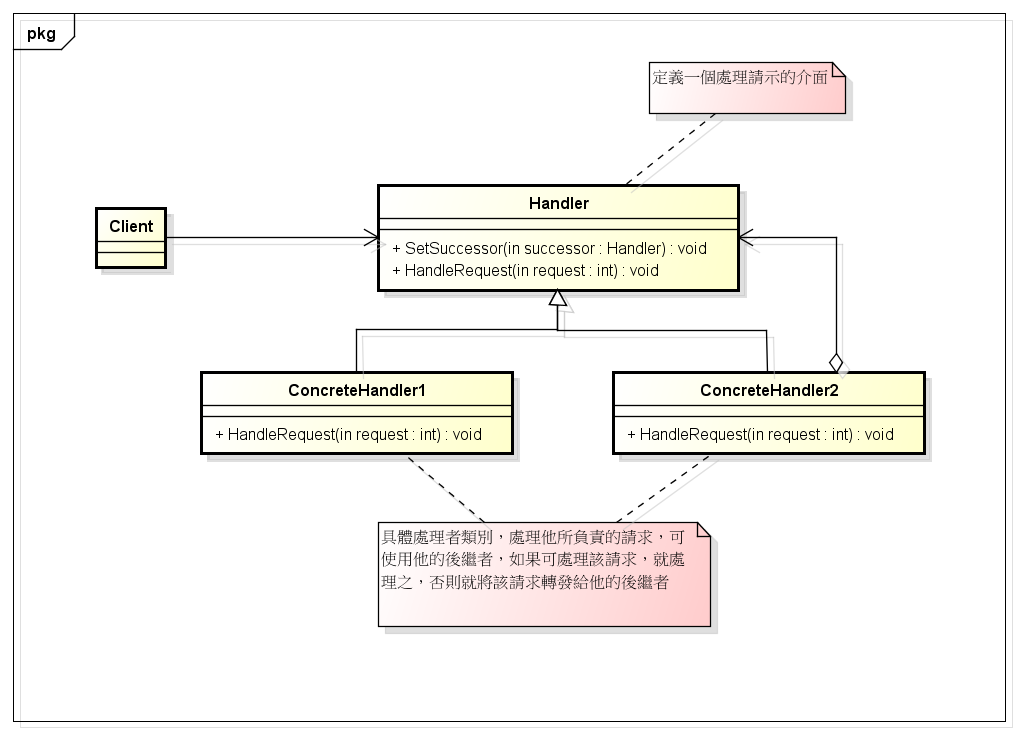 pkg
定義一個處理請示的介面
Client
Handler
+ SetSuccessor(in successor : Handler) : void
+ HandleRequest(in request : int) : void
ConcreteHandler1
+ HandleRequest(in request : int) : void
ConcreteHandler2
+ HandleRequest(in request : int) : void
具體處理者類別，處理他所負責的請求，可
使用他的後繼者，如果可處理該請求，就處
理之，否則就將該請求轉發給他的後繼者